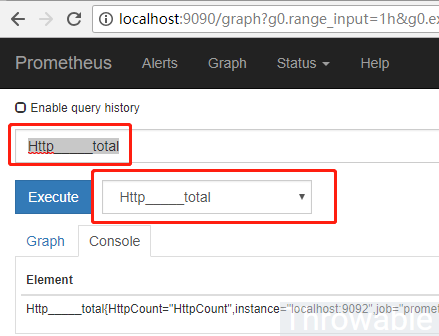 localhost:9090/graph?g0.range_input=1h&g0.ex
Prometheus Alerts Graph Status Help
Enable query history
Http_____total
Execute Http_____total
Graph Console
Element
Http_____total{HttpCount="HttpCount",instance="localhost:9092",job="prome
Throwable